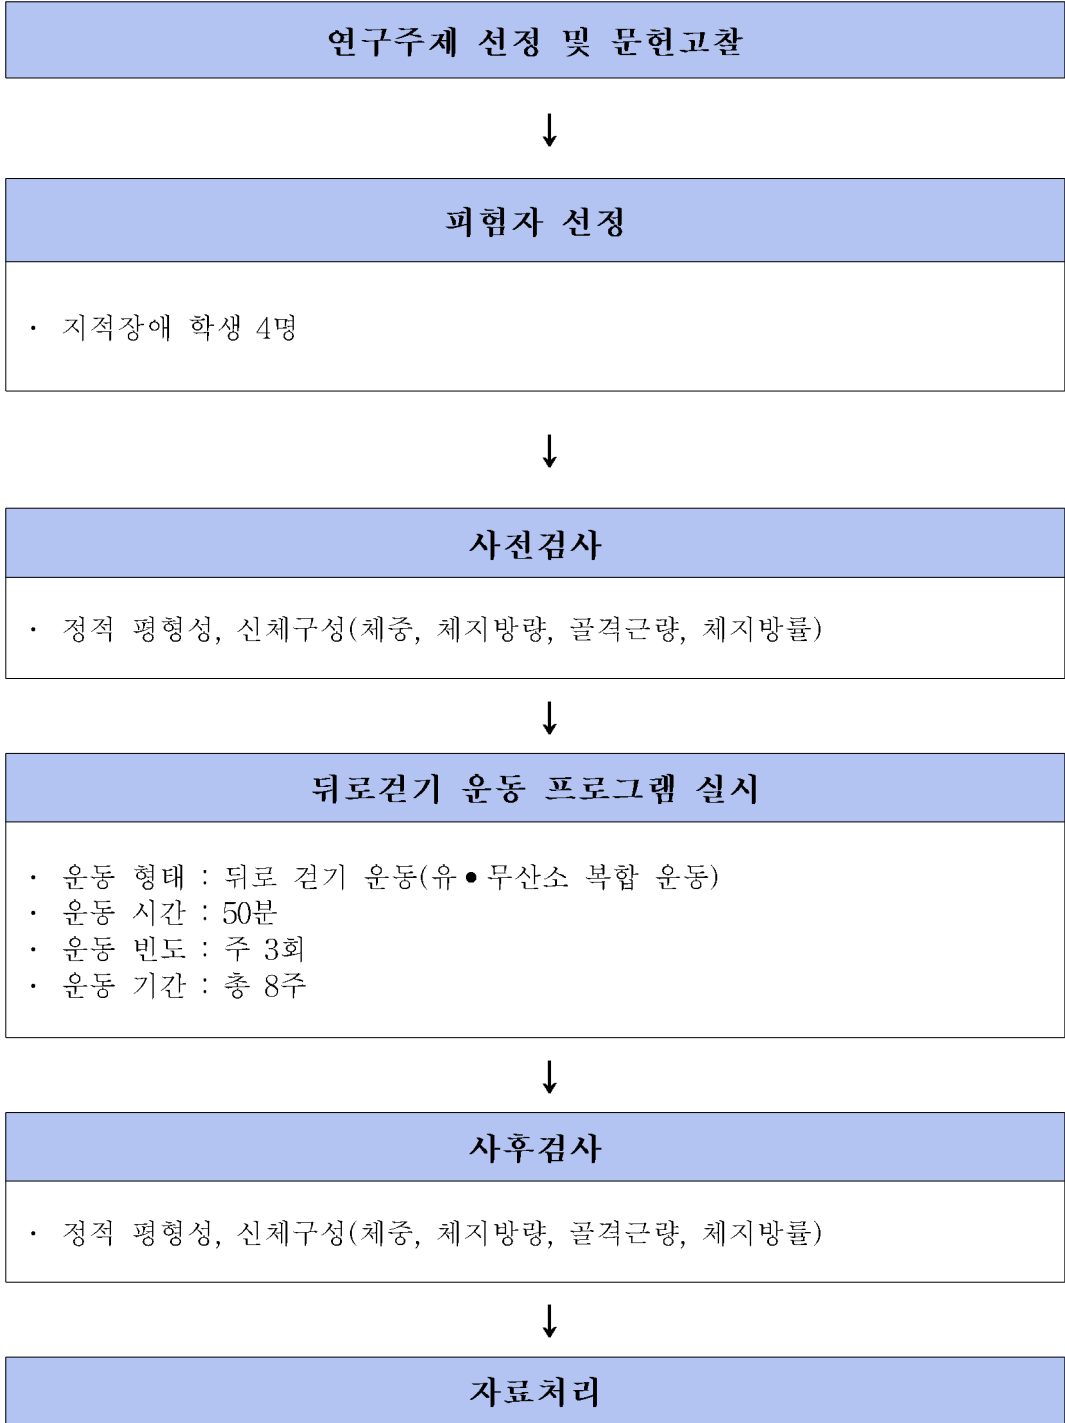 연구주제 선정 및 문헌고찰
↓
피험자 선정
· 지적장애 학생 4명
↓
사전검사
· 정적 평형성, 신체구성(체중, 체지방량, 골격근량, 체지방률)
↓
뒤로걷기 운동 프로그램 실시
· 운동 형태 : 뒤로 걷기 운동(유●무산소 복합 운동)
· 운동 시간 : 50분
· 운동 빈도 : 주 3회
· 운동 기간 : 총 8주
↓
사후검사
· 정적 평형성, 신체구성(체중, 체지방량, 골격근량, 체지방률)
↓
자료처리